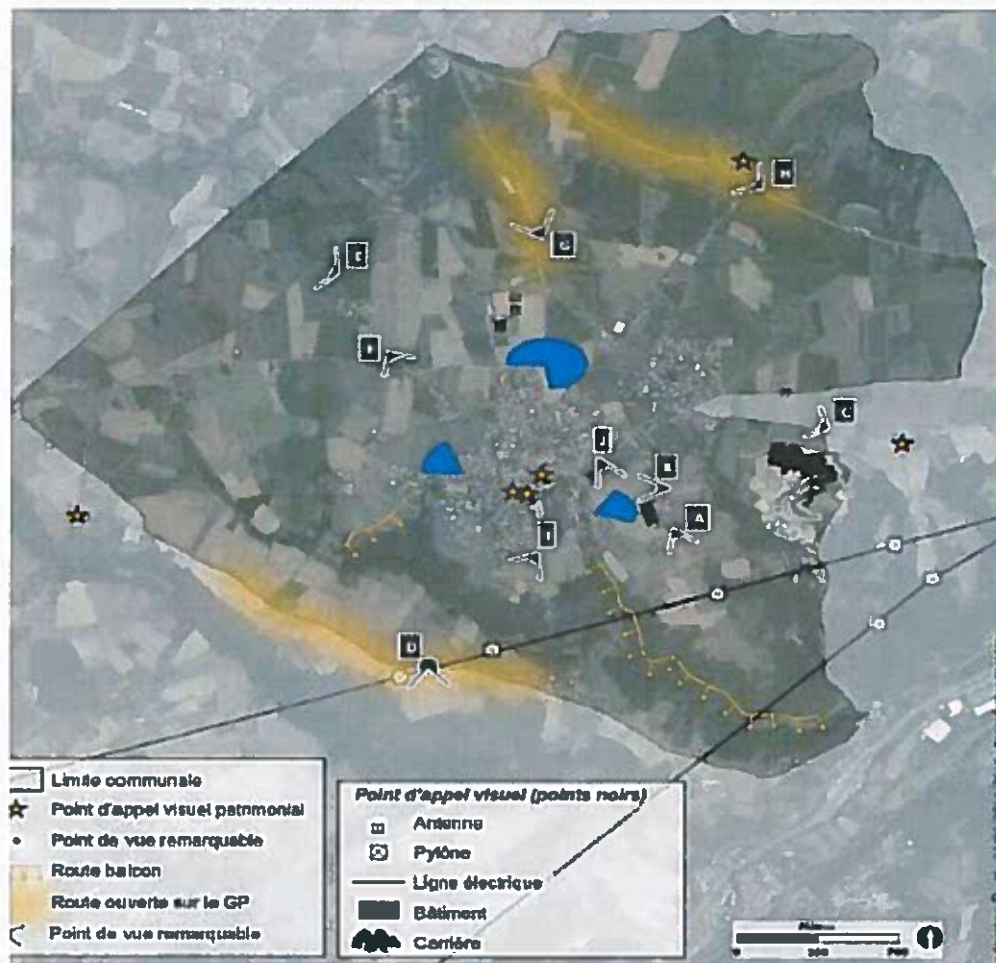 H
G
E
F
C
J
B
A
I
D
Limite communale
Point d'appel visuel patrimonial
Point de vue remarquable
Route balcon
Route ouverte sur le GP
Point de vue remarquable
Point d'appel visuel (points noirs)
Antenne
Pylône
Ligne électrique
Bâtiment
Carrière
0